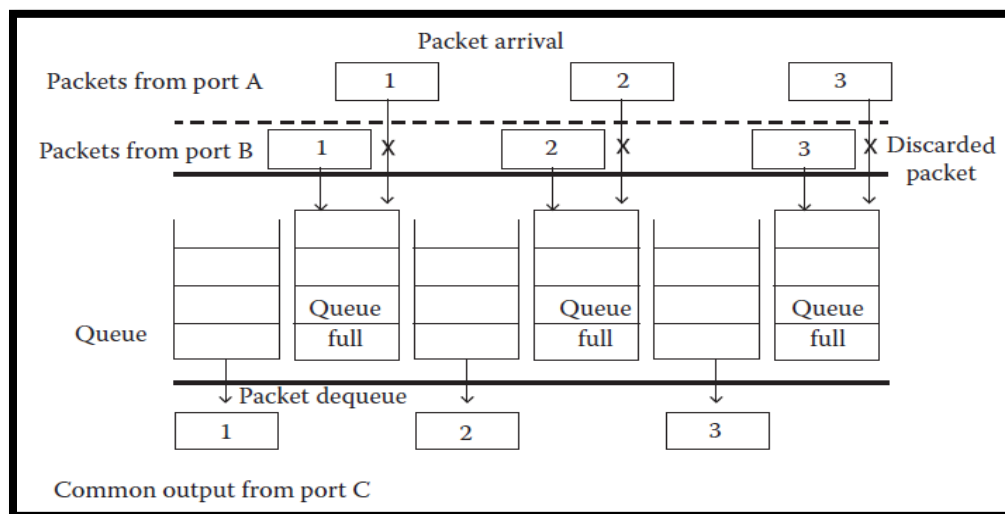 Packet arrival
Packets from port A
1
2
3
Packets from port B
1
X
2
X
3
X
Discarded
packet
Queue
Queue
full
Queue
full
Queue
full
Packet dequeue
1
2
3
Common output from port C